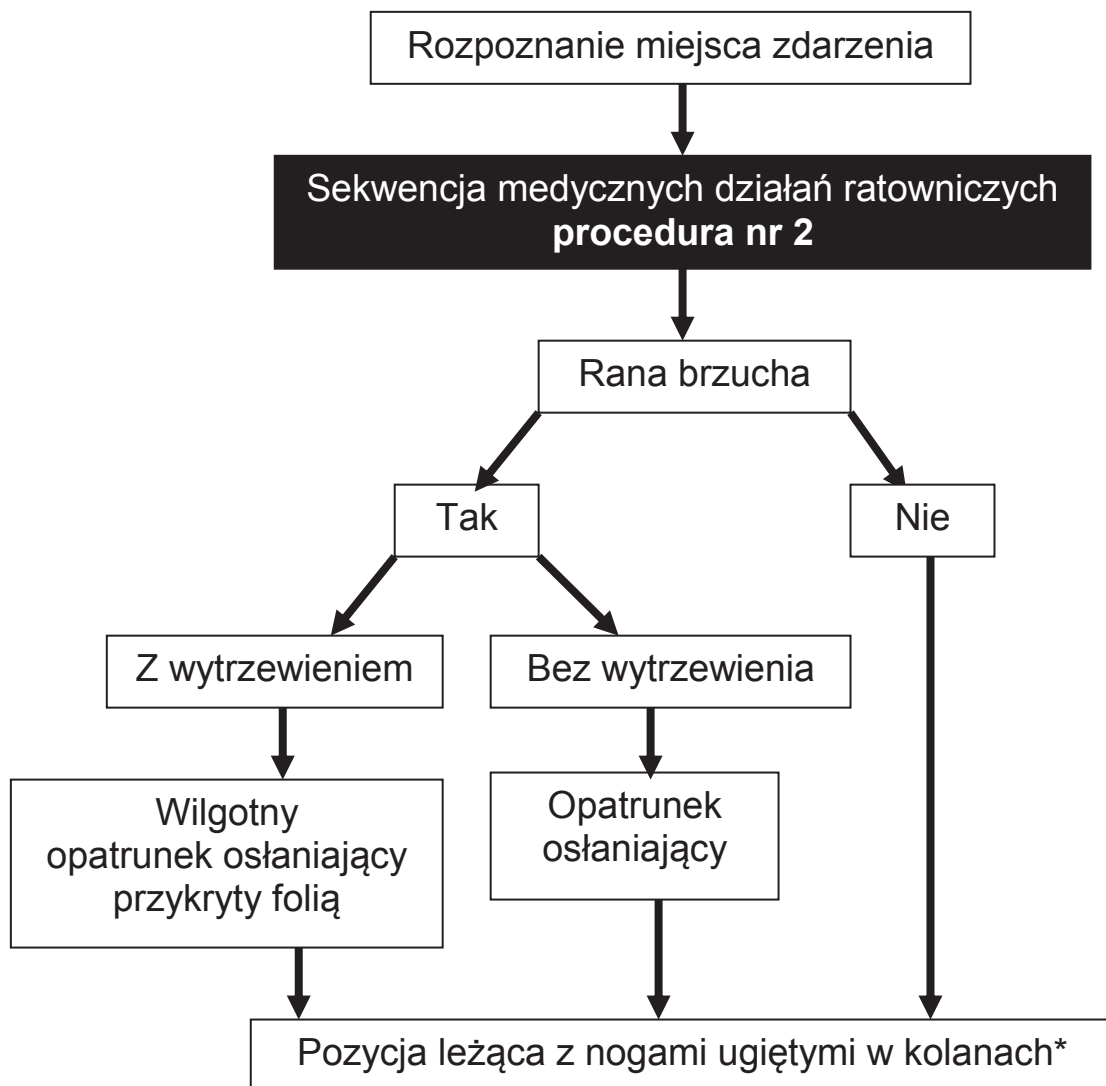 Rozpoznanie miejsca zdarzenia
Sekwencja medycznych działań ratowniczych
procedura nr 2
Rana brzucha
Tak
Nie
Z wytrzewieniem
Bez wytrzewienia
Wilgotny
opatrunek osłaniający
przykryty folią
Opatrunek
osłaniający
Pozycja leżąca z nogami ugiętymi w kolanach*